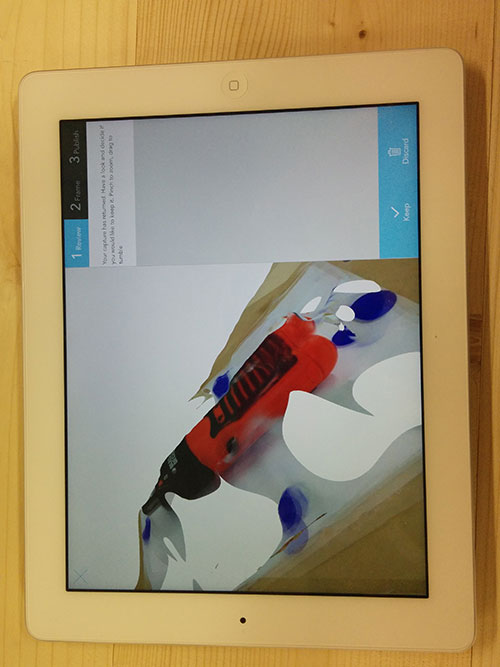 1 Review 2 Frame 3 Publish
Your capture has returned. Have a look and decide if
you would like to keep it. Pinch to zoom, drag to
tumble.
Keep Discard